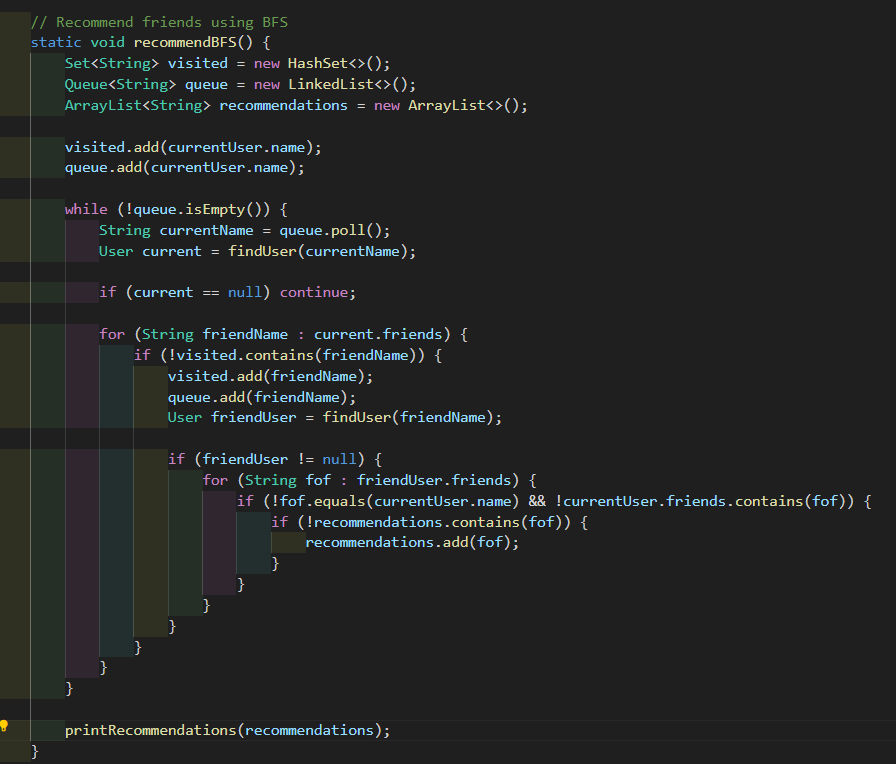 // Recommend friends using BFS
static void recommendBFS() {
    Set<String> visited = new HashSet<>();
    Queue<String> queue = new LinkedList<>();
    ArrayList<String> recommendations = new ArrayList<>();

    visited.add(currentUser.name);
    queue.add(currentUser.name);

    while (!queue.isEmpty()) {
        String currentName = queue.poll();
        User current = findUser(currentName);

        if (current == null) continue;

        for (String friendName : current.friends) {
            if (!visited.contains(friendName)) {
                visited.add(friendName);
                queue.add(friendName);
                User friendUser = findUser(friendName);

                if (friendUser != null) {
                    for (String fof : friendUser.friends) {
                        if (!fof.equals(currentUser.name) && !currentUser.friends.contains(fof)) {
                            if (!recommendations.contains(fof)) {
                                recommendations.add(fof);
                            }
                        }
                    }
                }
            }
        }
    }

    printRecommendations(recommendations);
}